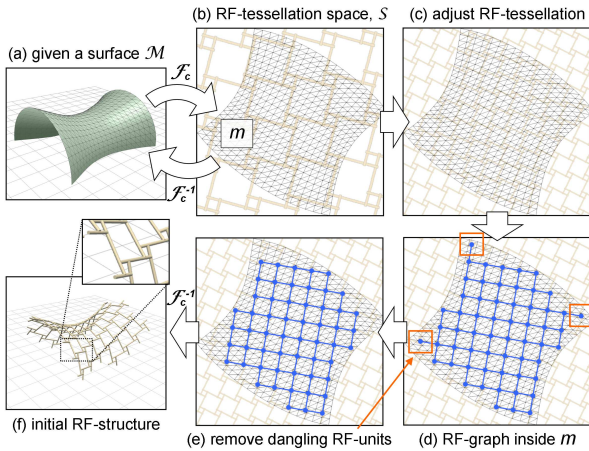 (a) given a surface ℳ
(b) RF-tessellation space, S
(c) adjust RF-tessellation
ℱc
m
ℱc⁻¹
ℱc⁻¹
(f) initial RF-structure
(e) remove dangling RF-units
(d) RF-graph inside m